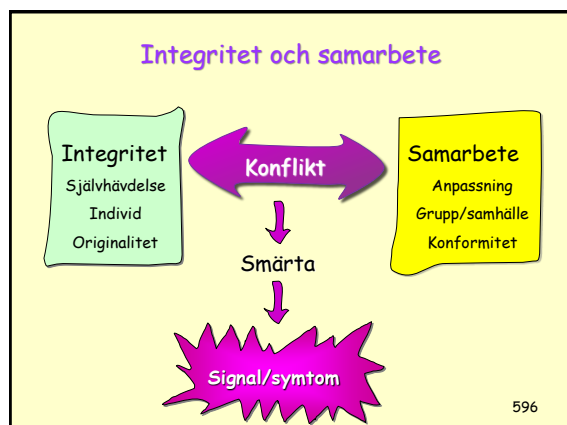 Integritet och samarbete
Integritet
Självhävdelse
Individ
Originalitet
Konflikt
Samarbete
Anpassning
Grupp/samhälle
Konformitet
Smärta
Signal/symtom
596